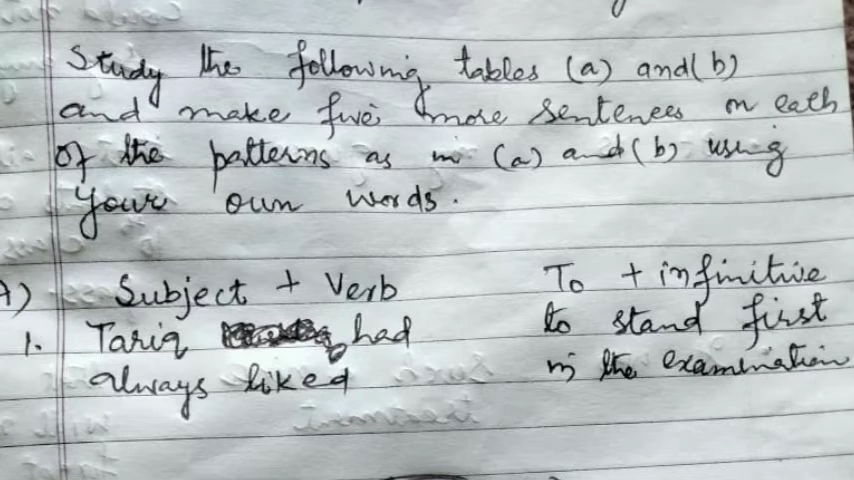 Study the following tables (a) and (b)
and make five more sentences on each
of the patterns as in (a) and (b) using
your own words.
A) Subject + Verb To + infinitive
1. Tariq had to stand first
always liked in the examination